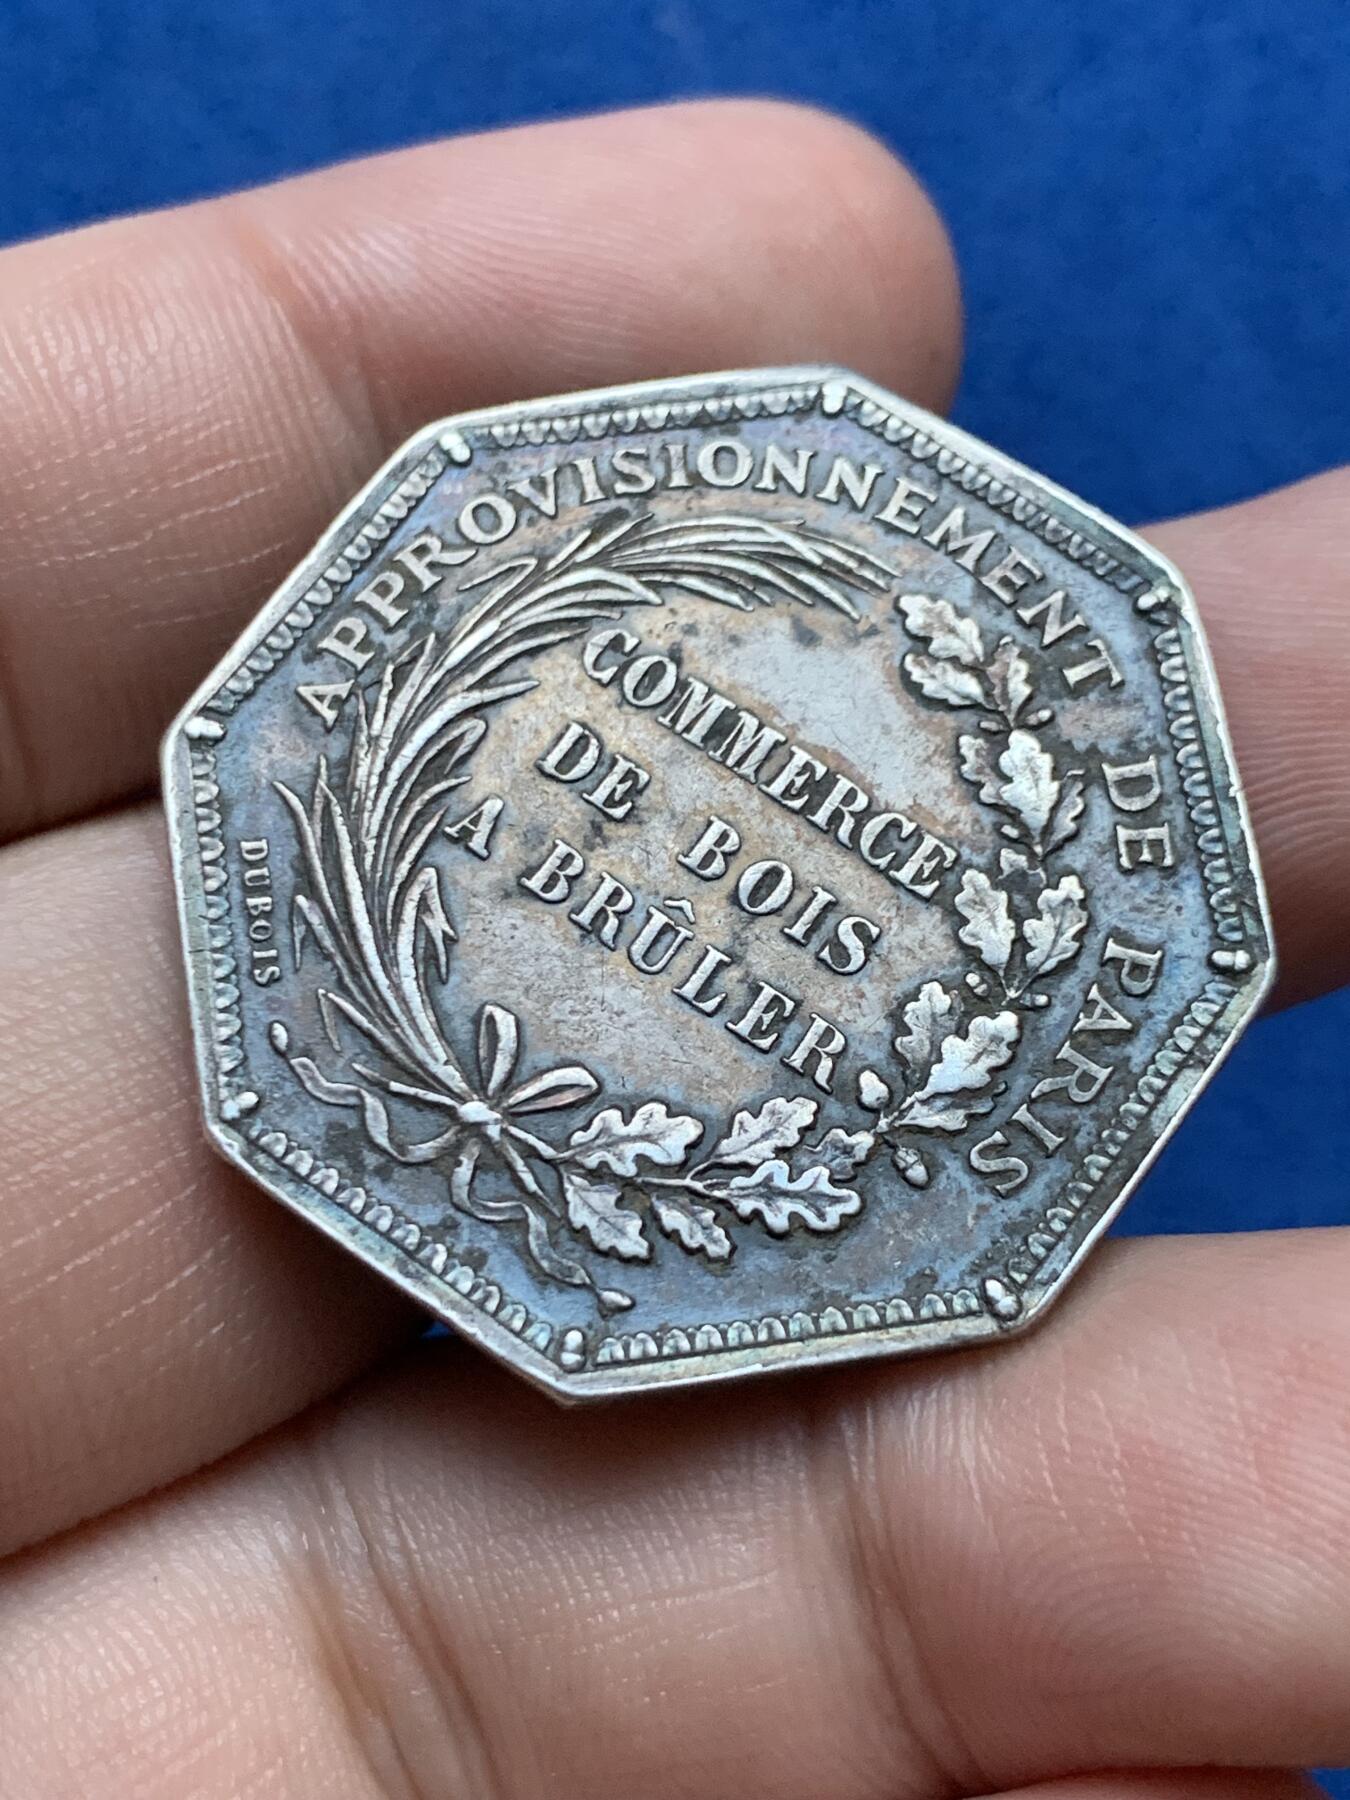 APPROVISIONNEMENT DE PARIS
COMMERCE
DE BOIS
A BRÛLER
DUBOIS